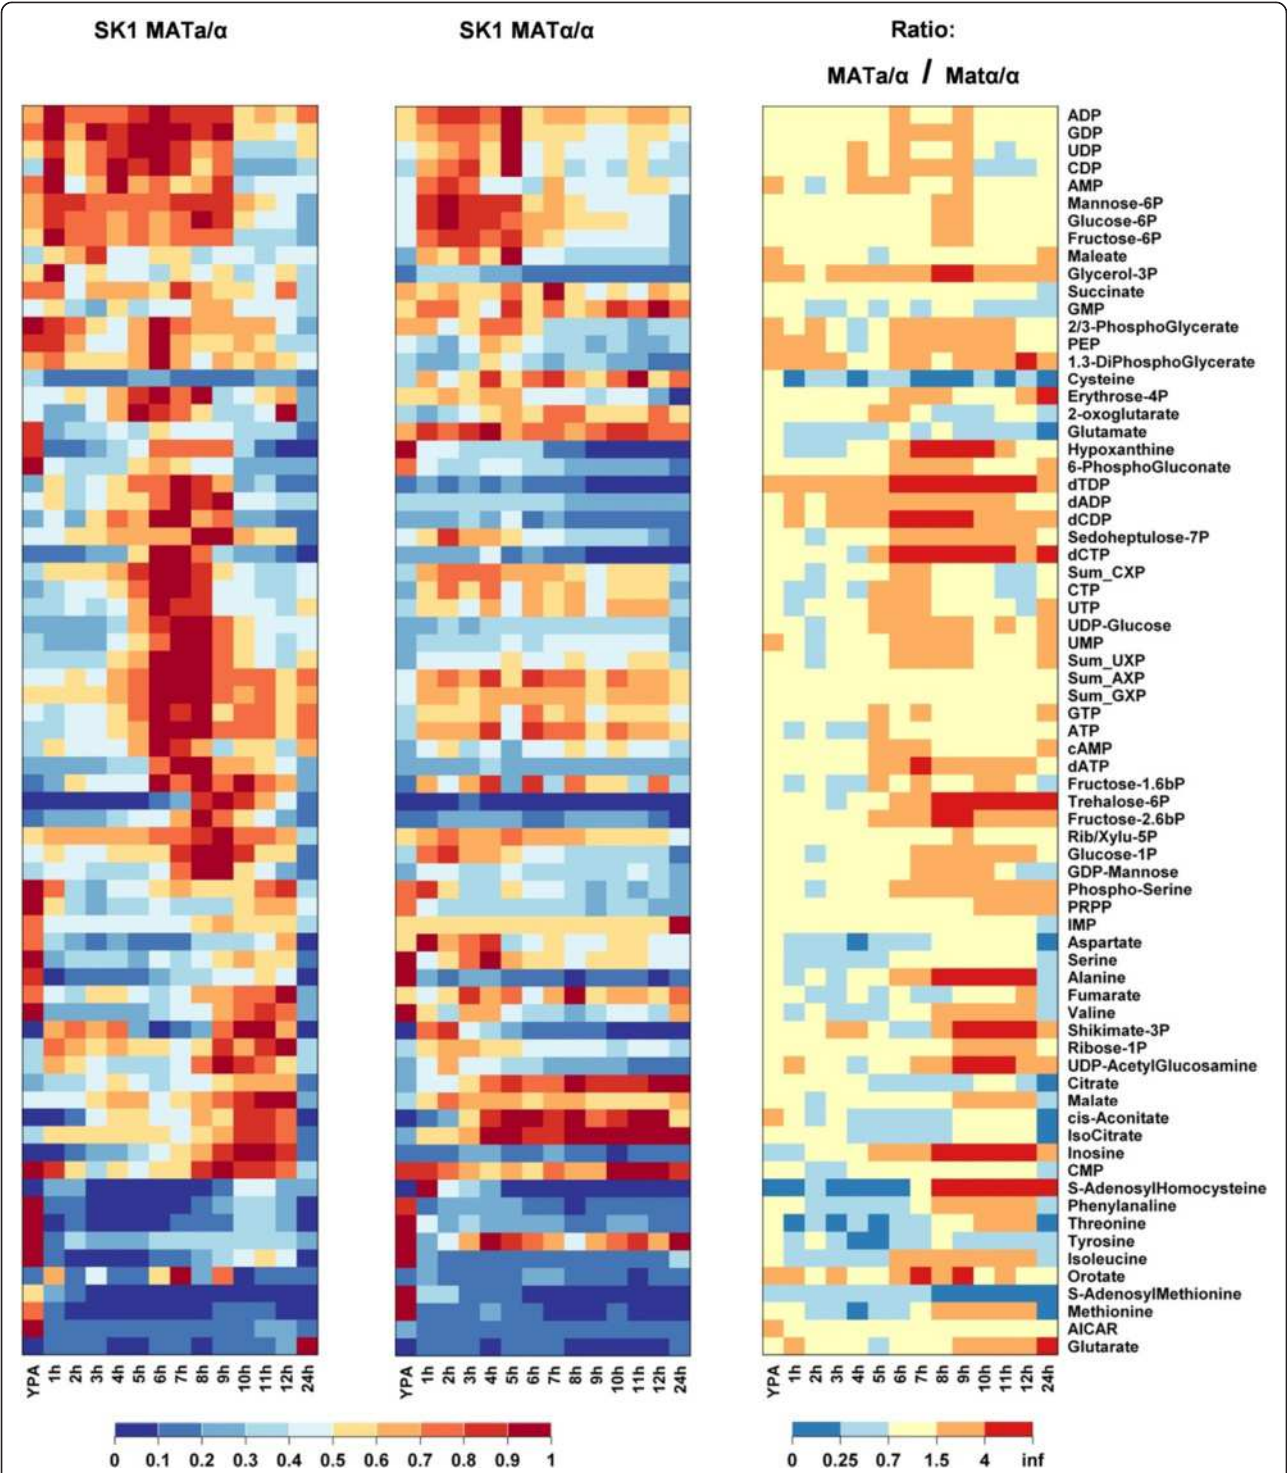 SK1 MATa/α
SK1 MATα/α
Ratio:
MATa/α / Matα/α
ADP
GDP
UDP
CDP
AMP
Mannose-6P
Glucose-6P
Fructose-6P
Maleate
Glycerol-3P
Succinate
GMP
2/3-PhosphoGlycerate
PEP
1.3-DiPhosphoGlycerate
Cysteine
Erythrose-4P
2-oxoglutarate
Glutamate
Hypoxanthine
6-PhosphoGluconate
dTDP
dADP
dCDP
Sedoheptulose-7P
dCTP
Sum_CXP
CTP
UTP
UDP-Glucose
UMP
Sum_UXP
Sum_AXP
Sum_GXP
GTP
ATP
cAMP
dATP
Fructose-1.6bP
Trehalose-6P
Fructose-2.6bP
Rib/Xylu-5P
Glucose-1P
GDP-Mannose
Phospho-Serine
PRPP
IMP
Aspartate
Serine
Alanine
Fumarate
Valine
Shikimate-3P
Ribose-1P
UDP-AcetylGlucosamine
Citrate
Malate
cis-Aconitate
IsoCitrate
Inosine
CMP
S-AdenosylHomocysteine
Phenylanaline
Threonine
Tyrosine
Isoleucine
Orotate
S-AdenosylMethionine
Methionine
AICAR
Glutarate
YPA 1h 2h 3h 4h 5h 6h 7h 8h 9h 10h 11h 12h 24h
YPA 1h 2h 3h 4h 5h 6h 7h 8h 9h 10h 11h 12h 24h
YPA 1h 2h 3h 4h 5h 6h 7h 8h 9h 10h 11h 12h 24h
0 0.1 0.2 0.3 0.4 0.5 0.6 0.7 0.8 0.9 1
0 0.25 0.7 1.5 4 inf